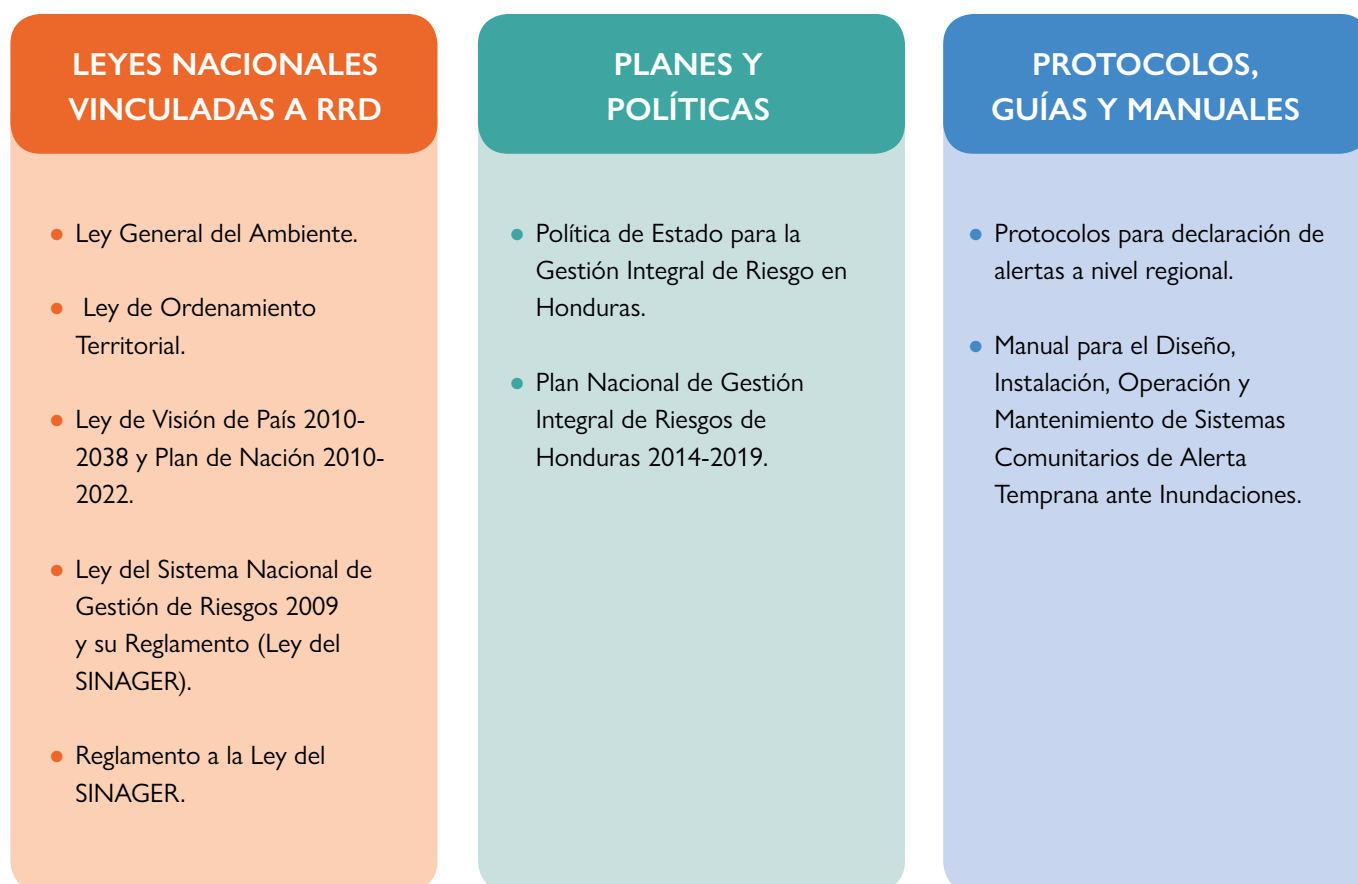 LEYES NACIONALES
VINCULADAS A RRD
● Ley General del Ambiente.
● Ley de Ordenamiento
Territorial.
● Ley de Visión de País 2010-
2038 y Plan de Nación 2010-
2022.
● Ley del Sistema Nacional de
Gestión de Riesgos 2009
y su Reglamento (Ley del
SINAGER).
● Reglamento a la Ley del
SINAGER.
PLANES Y
POLÍTICAS
● Política de Estado para la
Gestión Integral de Riesgo en
Honduras.
● Plan Nacional de Gestión
Integral de Riesgos de
Honduras 2014-2019.
PROTOCOLOS,
GUÍAS Y MANUALES
● Protocolos para declaración de
alertas a nivel regional.
● Manual para el Diseño,
Instalación, Operación y
Mantenimiento de Sistemas
Comunitarios de Alerta
Temprana ante Inundaciones.